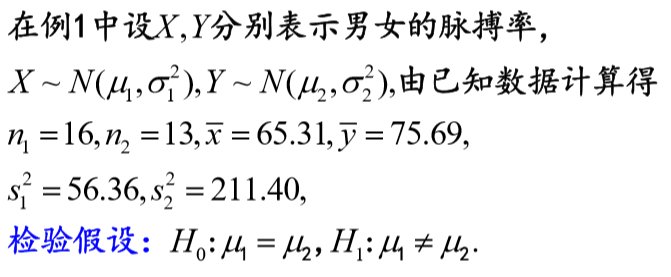 在例1中设X,Y分别表示男女的脉搏率，
X ~ N(μ₁,σ₁²),Y ~ N(μ₂,σ₂²),由已知数据计算得
n₁ =16,n₂ =13,x̅ = 65.31, y̅ = 75.69,
s₁² = 56.36,s₂² = 211.40,
检验假设：H₀:μ₁ = μ₂, H₁:μ₁ ≠ μ₂.